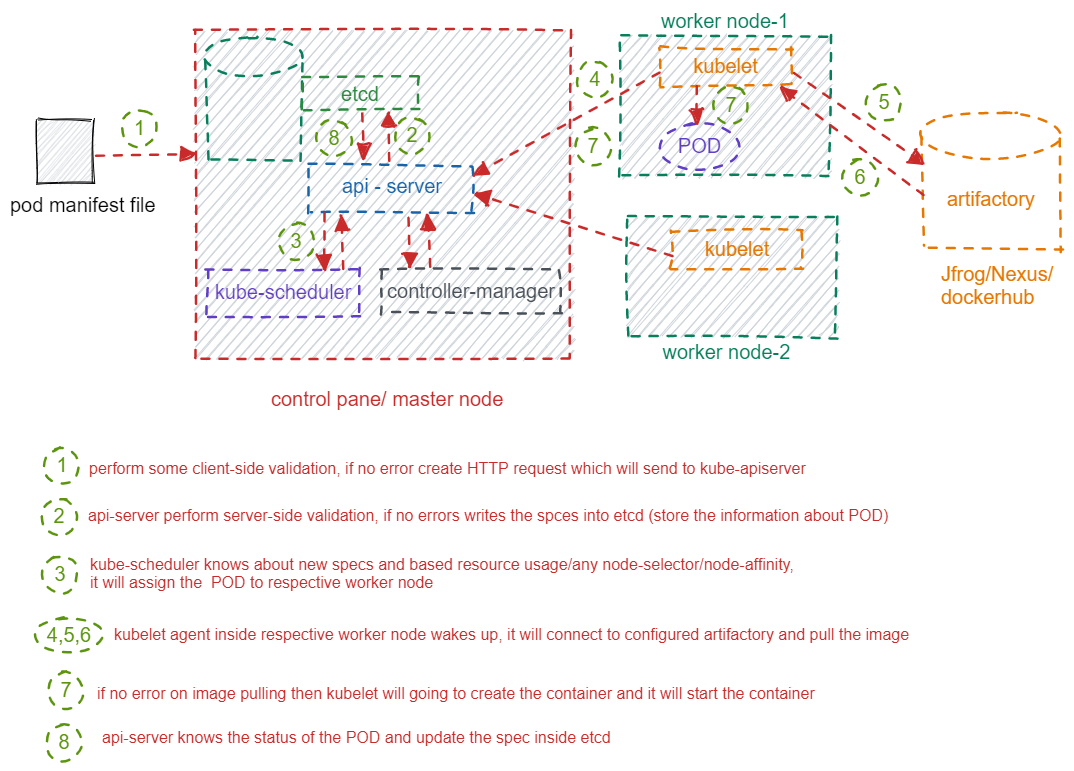 worker node-1
kubelet
4
5
etcd
7
1
8
2
7
POD
6
pod manifest file
api - server
artifactory
3
kubelet
kube-scheduler
controller-manager
Jfrog/Nexus/
dockerhub
worker node-2
control pane/ master node
1 perform some client-side validation, if no error create HTTP request which will send to kube-apiserver
2 api-server perform server-side validation, if no errors writes the spces into etcd (store the information about POD)
3 kube-scheduler knows about new specs and based resource usage/any node-selector/node-affinity,
it will assign the POD to respective worker node
4,5,6 kubelet agent inside respective worker node wakes up, it will connect to configured artifactory and pull the image
7 if no error on image pulling then kubelet will going to create the container and it will start the container
8 api-server knows the status of the POD and update the spec inside etcd